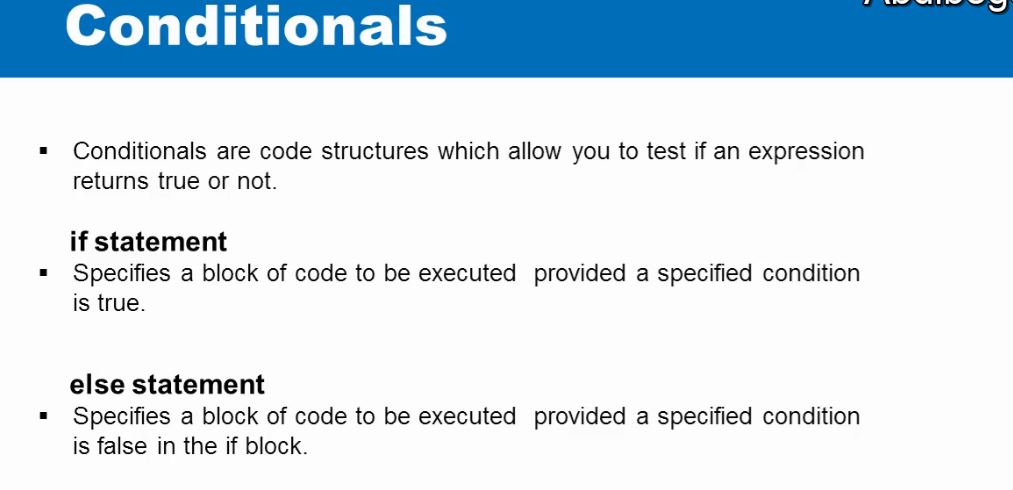 Conditionals
▪ Conditionals are code structures which allow you to test if an expression
returns true or not.
if statement
▪ Specifies a block of code to be executed provided a specified condition
is true.
else statement
▪ Specifies a block of code to be executed provided a specified condition
is false in the if block.